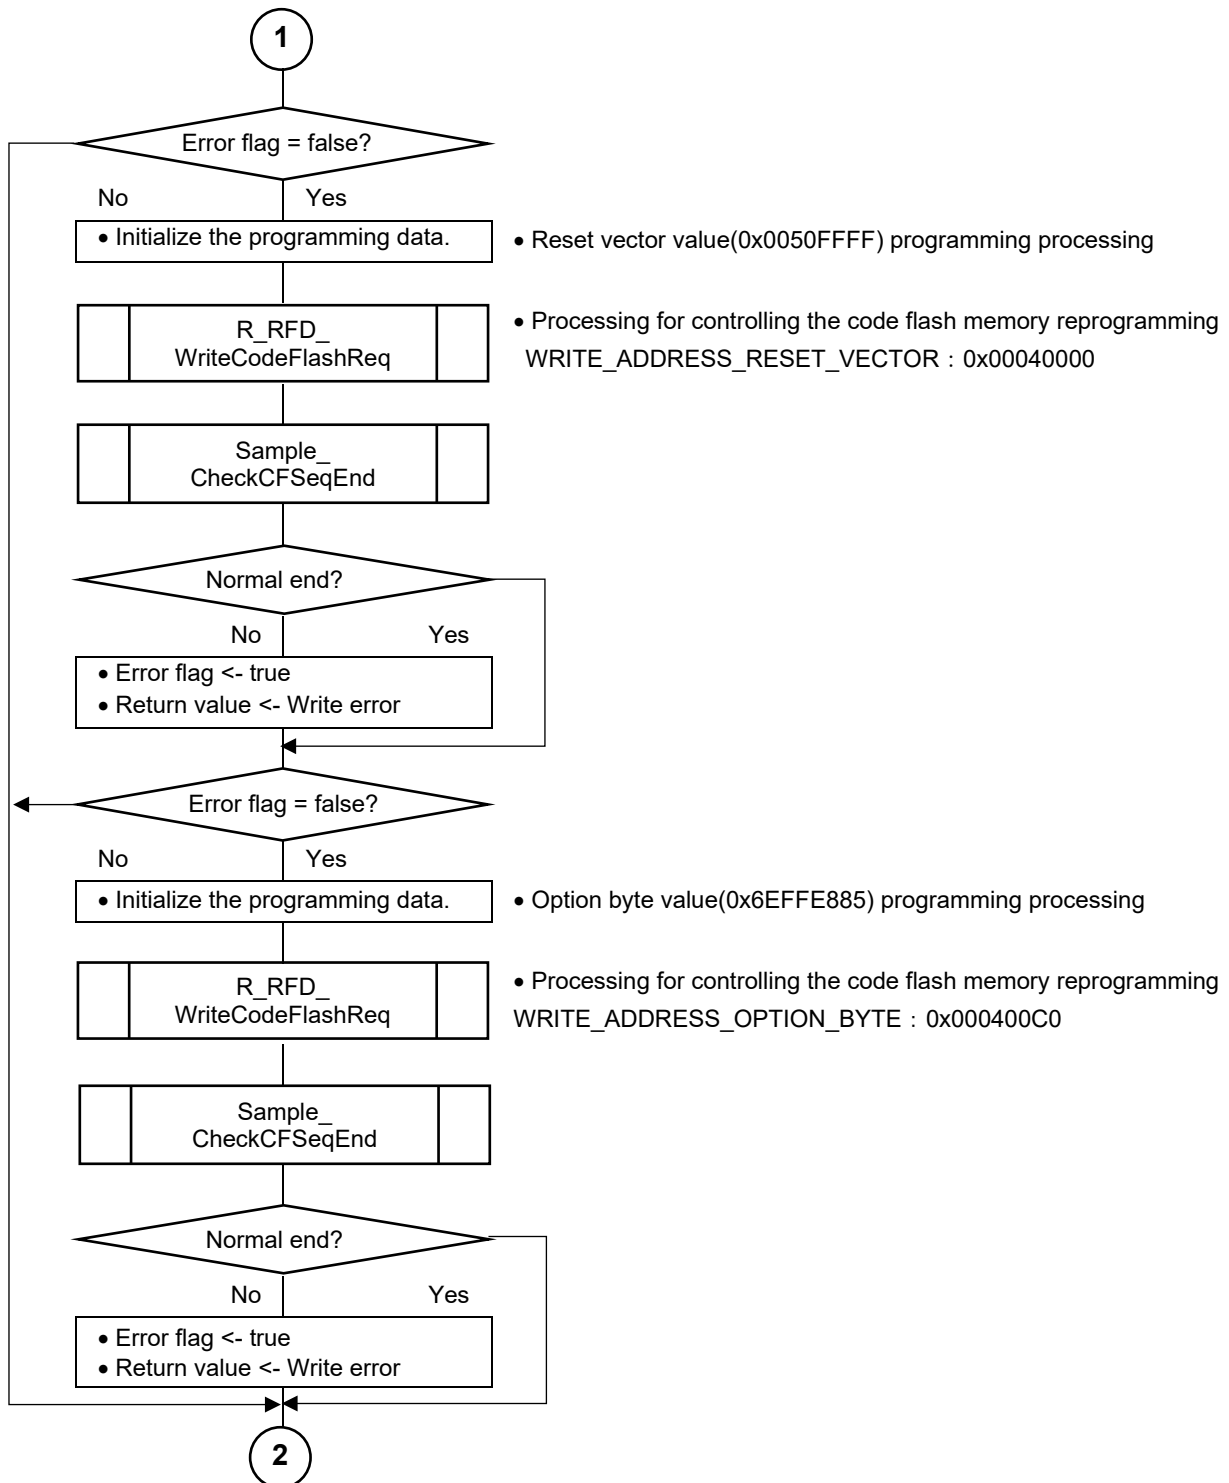 1
Error flag = false?
No Yes
• Initialize the programming data.
• Reset vector value(0x0050FFFF) programming processing
R_RFD_
WriteCodeFlashReq
• Processing for controlling the code flash memory reprogramming
WRITE_ADDRESS_RESET_VECTOR : 0x00040000
Sample_
CheckCFSeqEnd
Normal end?
No Yes
• Error flag <- true
• Return value <- Write error
Error flag = false?
No Yes
• Initialize the programming data.
• Option byte value(0x6EFFE885) programming processing
R_RFD_
WriteCodeFlashReq
• Processing for controlling the code flash memory reprogramming
WRITE_ADDRESS_OPTION_BYTE : 0x000400C0
Sample_
CheckCFSeqEnd
Normal end?
No Yes
• Error flag <- true
• Return value <- Write error
2